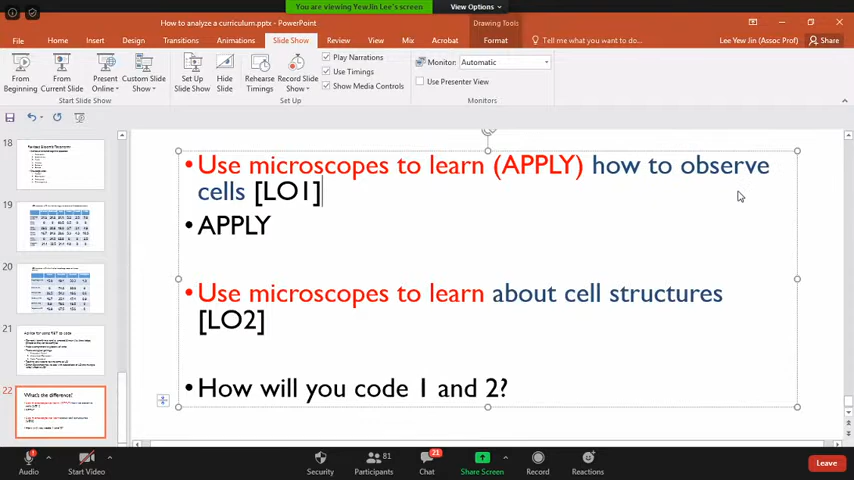 You are viewing YewJin Lee's screen
View Options
How to analyze a curriculum.pptx - PowerPoint
Drawing Tools
File Home Insert Design Transitions Animations Slide Show Review View Mix Acrobat Format Tell me what you want to do...
Lee Yew Jin (Assoc Prof) Share
From Beginning
From Current Slide
Present Online
Custom Slide Show
Set Up Slide Show
Hide Slide
Rehearse Timings
Record Slide Show
Play Narrations
Use Timings
Show Media Controls
Monitor: Automatic
Use Presenter View
Start Slide Show
Set Up
Monitors
18
19
20
21
22
What's the difference?
• Use microscopes to learn (APPLY) how to observe
cells [LO1]
• APPLY
• Use microscopes to learn about cell structures
[LO2]
• How will you code 1 and 2?
Audio
Start Video
Security
81
Participants
21
Chat
Share Screen
Record
Reactions
Leave